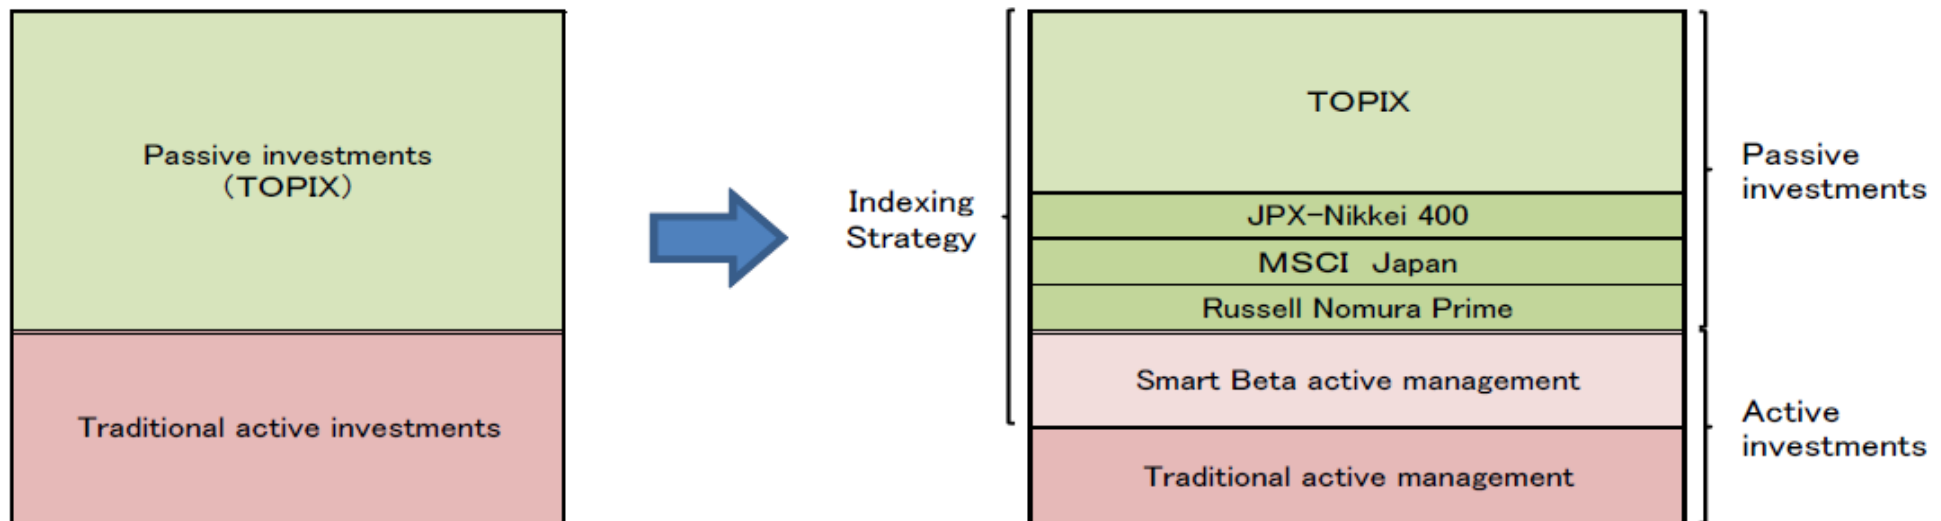 Passive investments
（TOPIX）
Traditional active investments
Indexing
Strategy
TOPIX
JPX-Nikkei 400
MSCI　Japan
Russell Nomura Prime
Smart Beta active management
Traditional active management
Passive
investments
Active
investments